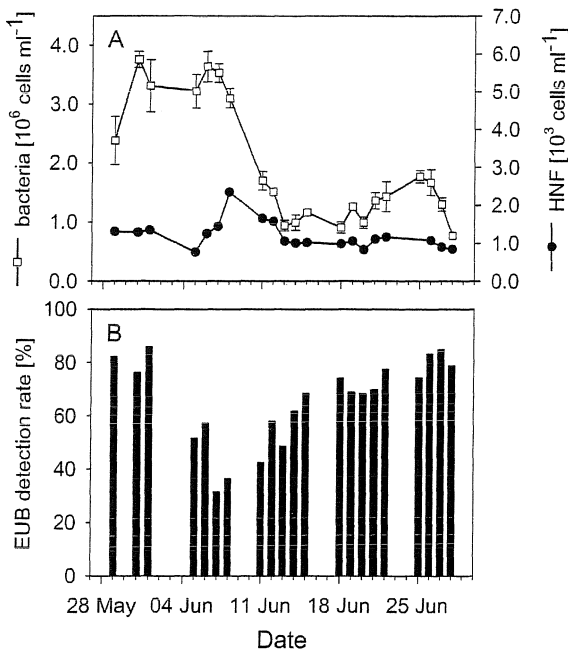 A
4.0
3.0
2.0
1.0
0.0
bacteria [10⁶ cells ml⁻¹]
7.0
6.0
5.0
4.0
3.0
2.0
1.0
0.0
HNF [10³ cells ml⁻¹]
B
100
80
60
40
20
0
EUB detection rate [%]
28 May 04 Jun 11 Jun 18 Jun 25 Jun
Date